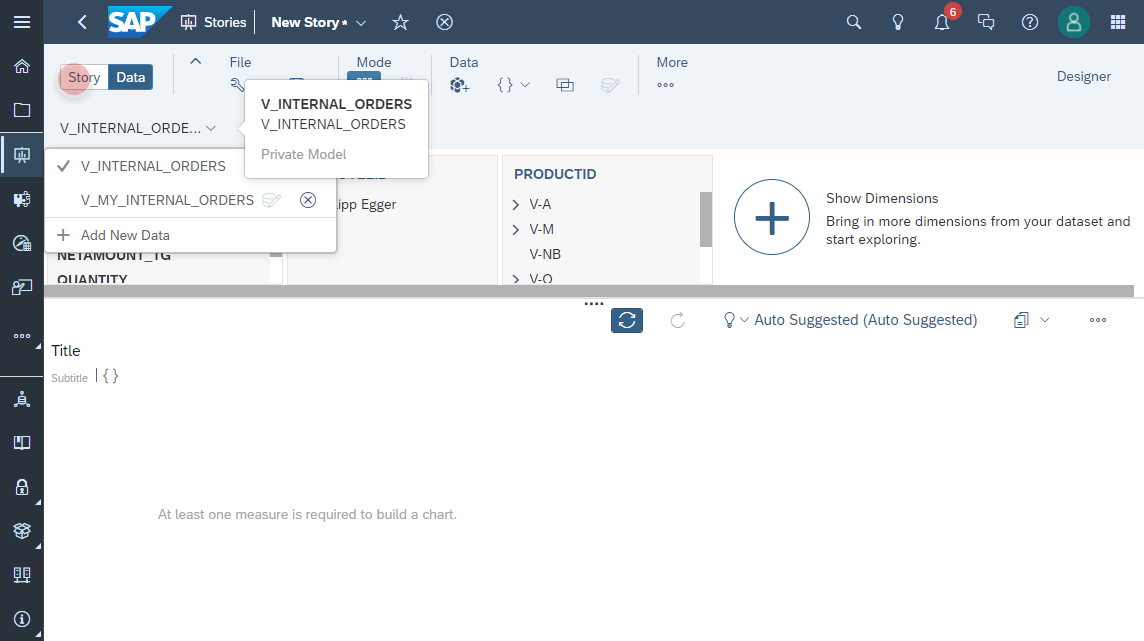 SAP Stories New Story* 6
Story Data
File
Mode
Data
More
Designer
V_INTERNAL_ORDE...
V_INTERNAL_ORDERS
V_INTERNAL_ORDERS
Private Model
V_INTERNAL_ORDERS
V_MY_INTERNAL_ORDERS
Add New Data
NETAMOUNT_TG
QUANTITY
ipp Egger
PRODUCTID
V-A
V-M
V-NB
V-O
Show Dimensions
Bring in more dimensions from your dataset and
start exploring.
Auto Suggested (Auto Suggested)
Title
Subtitle {}
At least one measure is required to build a chart.